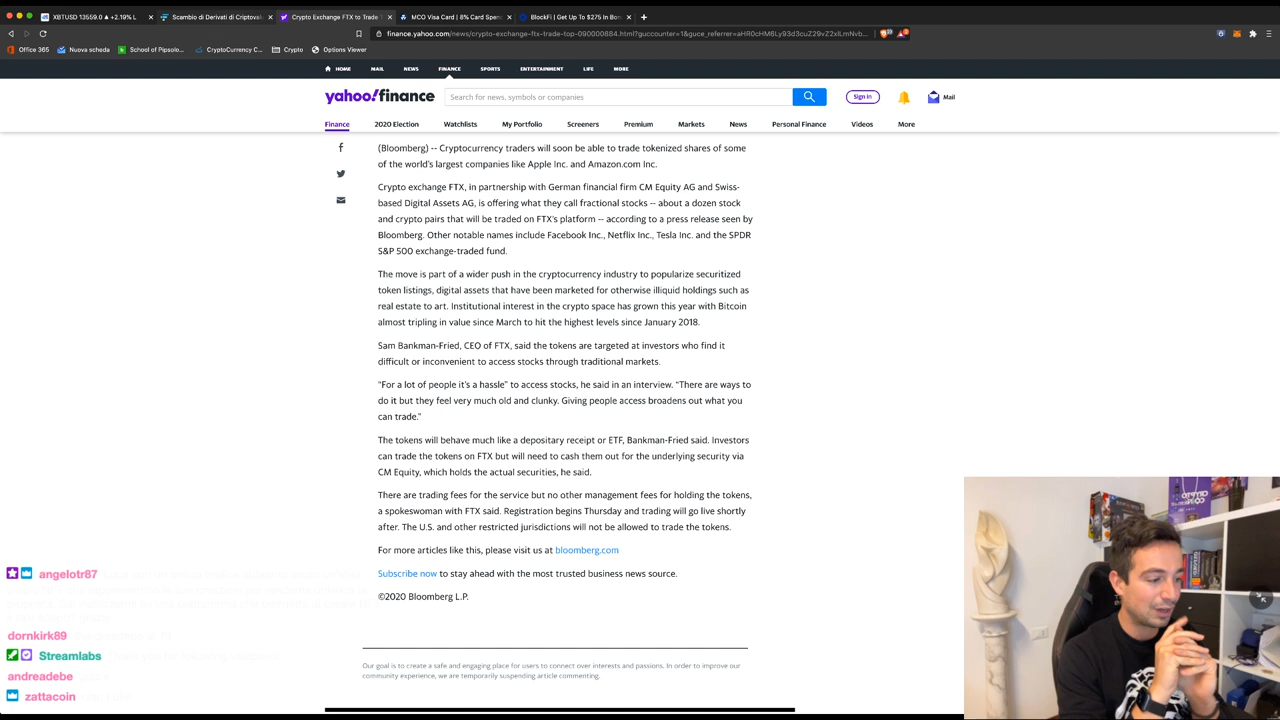 XBTUSD 13559.0 ▲ +2.19% L
Scambio di Derivati di Criptoval
Crypto Exchange FTX to Trade T
MCO Visa Card | 8% Card Spend
BlockFi | Get Up To $275 in Bon
finance.yahoo.com/news/crypto-exchange-ftx-trade-top-090000884.html?guccounter=1&guce_referrer=
Office 365
Nuova scheda
School of Pipsolo...
CryptoCurrency C...
Crypto
Options Viewer
HOME MAIL NEWS FINANCE SPORTS ENTERTAINMENT LIFE MORE
yahoo!finance
Search for news, symbols or companies
Sign in
Mail
Finance 2020 Election Watchlists My Portfolio Screeners Premium Markets News Personal Finance Videos More
(Bloomberg) -- Cryptocurrency traders will soon be able to trade tokenized shares of some
of the world's largest companies like Apple Inc. and Amazon.com Inc.
Crypto exchange FTX, in partnership with German financial firm CM Equity AG and Swiss-
based Digital Assets AG, is offering what they call fractional stocks -- about a dozen stock
and crypto pairs that will be traded on FTX's platform -- according to a press release seen by
Bloomberg. Other notable names include Facebook Inc., Netflix Inc., Tesla Inc. and the SPDR
S&P 500 exchange-traded fund.
The move is part of a wider push in the cryptocurrency industry to popularize securitized
token listings, digital assets that have been marketed for otherwise illiquid holdings such as
real estate to art. Institutional interest in the crypto space has grown this year with Bitcoin
almost tripling in value since March to hit the highest levels since January 2018.
Sam Bankman-Fried, CEO of FTX, said the tokens are targeted at investors who find it
difficult or inconvenient to access stocks through traditional markets.
“For a lot of people it's a hassle” to access stocks, he said in an interview. “There are ways to
do it but they feel very much old and clunky. Giving people access broadens out what you
can trade.”
The tokens will behave much like a depositary receipt or ETF, Bankman-Fried said. Investors
can trade the tokens on FTX but will need to cash them out for the underlying security via
CM Equity, which holds the actual securities, he said.
There are trading fees for the service but no other management fees for holding the tokens,
a spokeswoman with FTX said. Registration begins Thursday and trading will go live shortly
after. The U.S. and other restricted jurisdictions will not be allowed to trade the tokens.
For more articles like this, please visit us at bloomberg.com
Subscribe now to stay ahead with the most trusted business news source.
©2020 Bloomberg L.P.
Our goal is to create a safe and engaging place for users to connect over interests and passions. In order to improve our
community experience, we are temporarily suspending article commenting.
angelotr87
dornkirk89
Streamlabs
andreadebe
zattacoin